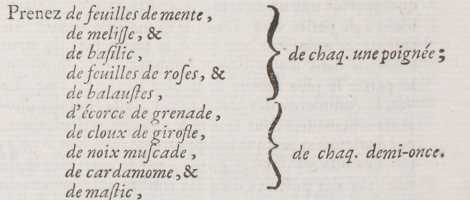 Prenez de feuilles de mente,
de meliſſe, &
de baſilic,
de feuilles de roſes, &
de balauſtes,
de chaq. une poignée;
d'écorce de grenade,
de cloux de girofle,
de noix muſcade,
de cardamome, &
de maſtic,
de chaq. demi-once.